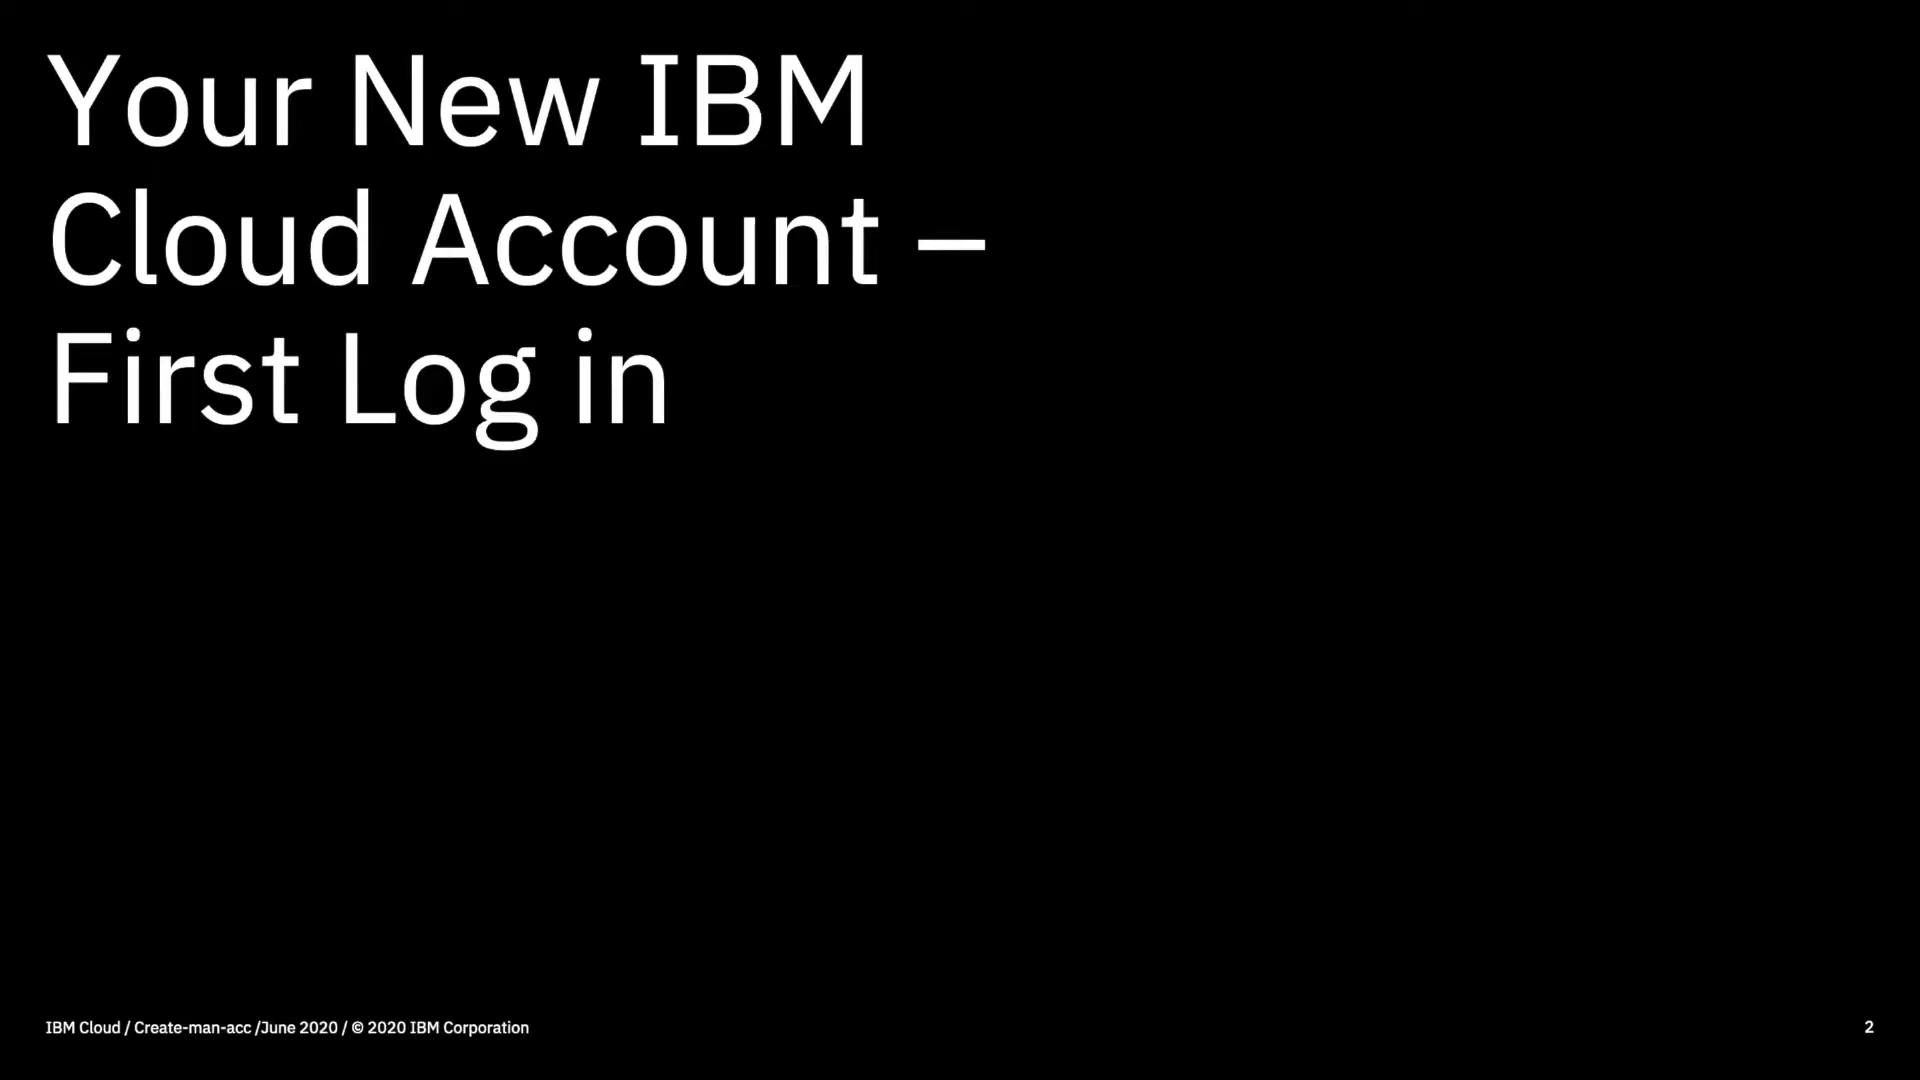 Your New IBM
Cloud Account –
First Log in
IBM Cloud / Create-man-acc /June 2020 / © 2020 IBM Corporation
2